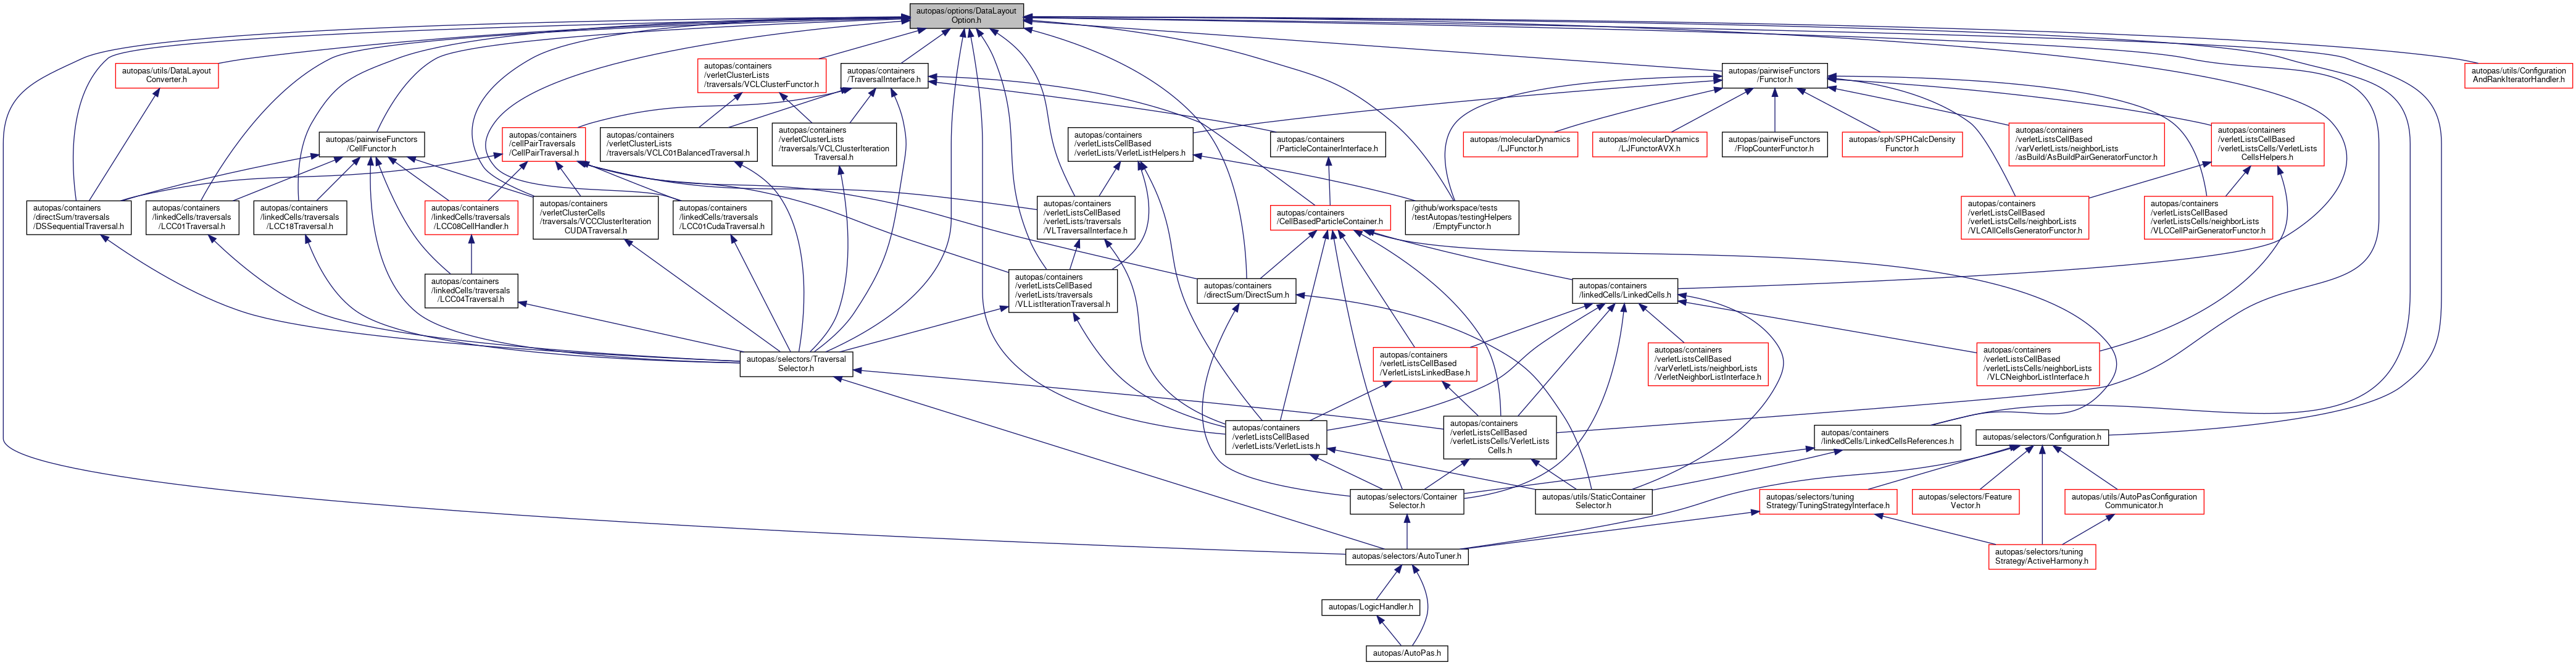 autopas/options/DataLayout
Option.h
autopas/utils/DataLayout
Converter.h
autopas/containers
/verletClusterLists
/traversals/VCLClusterFunctor.h
autopas/containers
/TraversalInterface.h
autopas/pairwiseFunctors
/Functor.h
autopas/utils/Configuration
AndRankIteratorHandler.h
autopas/pairwiseFunctors
/CellFunctor.h
autopas/containers
/cellPairTraversals
/CellPairTraversal.h
autopas/containers
/verletClusterLists
/traversals/VCLC01BalancedTraversal.h
autopas/containers
/verletClusterLists
/traversals/VCLClusterIteration
Traversal.h
autopas/containers
/verletListsCellBased
/verletLists/VerletListHelpers.h
autopas/containers
/ParticleContainerInterface.h
autopas/molecularDynamics
/LJFunctor.h
autopas/molecularDynamics
/LJFunctorAVX.h
autopas/pairwiseFunctors
/FlopCounterFunctor.h
autopas/sph/SPHCalcDensity
Functor.h
autopas/containers
/verletListsCellBased
/varVerletLists/neighborLists
/asBuild/AsBuildPairGeneratorFunctor.h
autopas/containers
/verletListsCellBased
/verletListsCells/VerletLists
CellsHelpers.h
autopas/containers
/directSum/traversals
/DSSequentialTraversal.h
autopas/containers
/linkedCells/traversals
/LCC01Traversal.h
autopas/containers
/linkedCells/traversals
/LCC18Traversal.h
autopas/containers
/linkedCells/traversals
/LCC08CellHandler.h
autopas/containers
/verletClusterCells
/traversals/VCCClusterIteration
CUDATraversal.h
autopas/containers
/linkedCells/traversals
/LCC01CudaTraversal.h
autopas/containers
/verletListsCellBased
/verletLists/traversals
/VLTraversalInterface.h
autopas/containers
/CellBasedParticleContainer.h
/github/workspace/tests
/testAutopas/testingHelpers
/EmptyFunctor.h
autopas/containers
/verletListsCellBased
/verletListsCells/neighborLists
/VLCAllCellsGeneratorFunctor.h
autopas/containers
/verletListsCellBased
/verletListsCells/neighborLists
/VLCCellPairGeneratorFunctor.h
autopas/containers
/linkedCells/traversals
/LCC04Traversal.h
autopas/containers
/verletListsCellBased
/verletLists/traversals
/VLListIterationTraversal.h
autopas/containers
/directSum/DirectSum.h
autopas/containers
/linkedCells/LinkedCells.h
autopas/selectors/Traversal
Selector.h
autopas/containers
/verletListsCellBased
/VerletListsLinkedBase.h
autopas/containers
/verletListsCellBased
/varVerletLists/neighborLists
/VerletNeighborListInterface.h
autopas/containers
/verletListsCellBased
/verletListsCells/neighborLists
/VLCNeighborListInterface.h
autopas/containers
/verletListsCellBased
/verletLists/VerletLists.h
autopas/containers
/verletListsCellBased
/verletListsCells/VerletLists
Cells.h
autopas/containers
/linkedCells/LinkedCellsReferences.h
autopas/selectors/Configuration.h
autopas/selectors/Container
Selector.h
autopas/utils/StaticContainer
Selector.h
autopas/selectors/tuning
Strategy/TuningStrategyInterface.h
autopas/selectors/Feature
Vector.h
autopas/utils/AutoPasConfiguration
Communicator.h
autopas/selectors/AutoTuner.h
autopas/selectors/tuning
Strategy/ActiveHarmony.h
autopas/LogicHandler.h
autopas/AutoPas.h